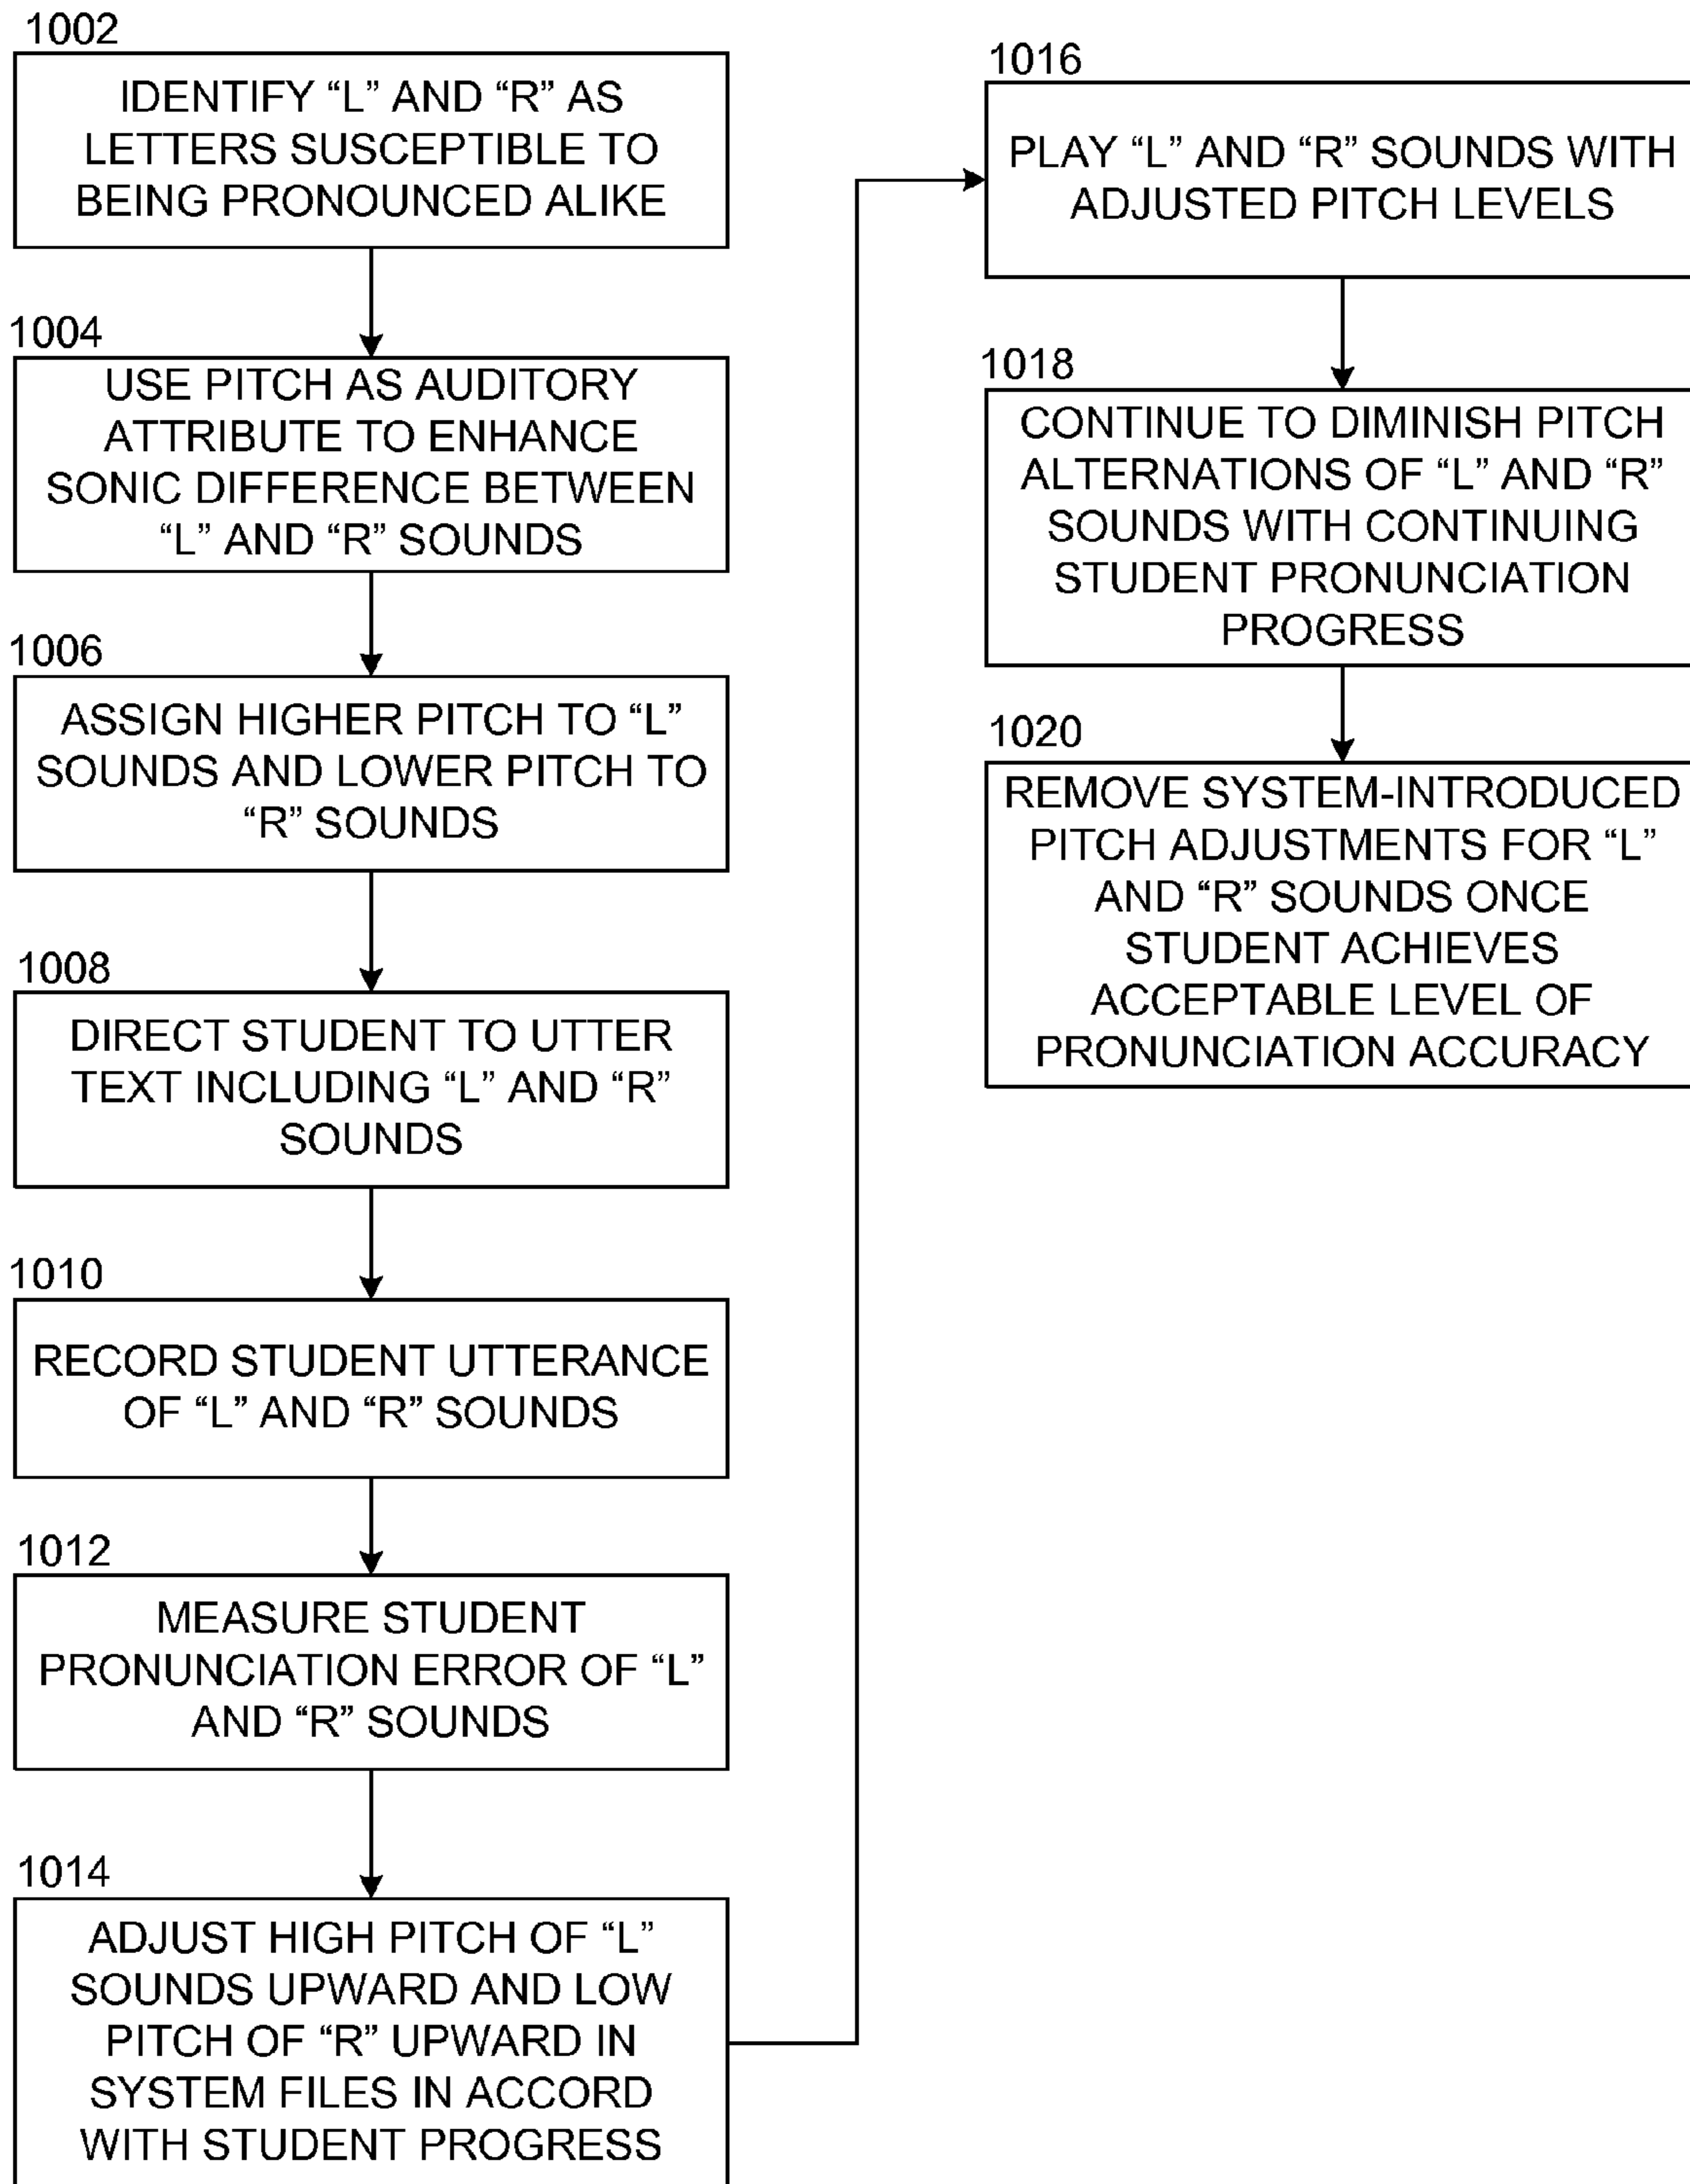 1002
IDENTIFY “L” AND “R” AS
LETTERS SUSCEPTIBLE TO
BEING PRONOUNCED ALIKE
1004
USE PITCH AS AUDITORY
ATTRIBUTE TO ENHANCE
SONIC DIFFERENCE BETWEEN
“L” AND “R” SOUNDS
1006
ASSIGN HIGHER PITCH TO “L”
SOUNDS AND LOWER PITCH TO
“R” SOUNDS
1008
DIRECT STUDENT TO UTTER
TEXT INCLUDING “L” AND “R”
SOUNDS
1010
RECORD STUDENT UTTERANCE
OF “L” AND “R” SOUNDS
1012
MEASURE STUDENT
PRONUNCIATION ERROR OF “L”
AND “R” SOUNDS
1014
ADJUST HIGH PITCH OF “L”
SOUNDS UPWARD AND LOW
PITCH OF “R” UPWARD IN
SYSTEM FILES IN ACCORD
WITH STUDENT PROGRESS
1016
PLAY “L” AND “R” SOUNDS WITH
ADJUSTED PITCH LEVELS
1018
CONTINUE TO DIMINISH PITCH
ALTERNATIONS OF “L” AND “R”
SOUNDS WITH CONTINUING
STUDENT PRONUNCIATION
PROGRESS
1020
REMOVE SYSTEM-INTRODUCED
PITCH ADJUSTMENTS FOR “L”
AND “R” SOUNDS ONCE
STUDENT ACHIEVES
ACCEPTABLE LEVEL OF
PRONUNCIATION ACCURACY